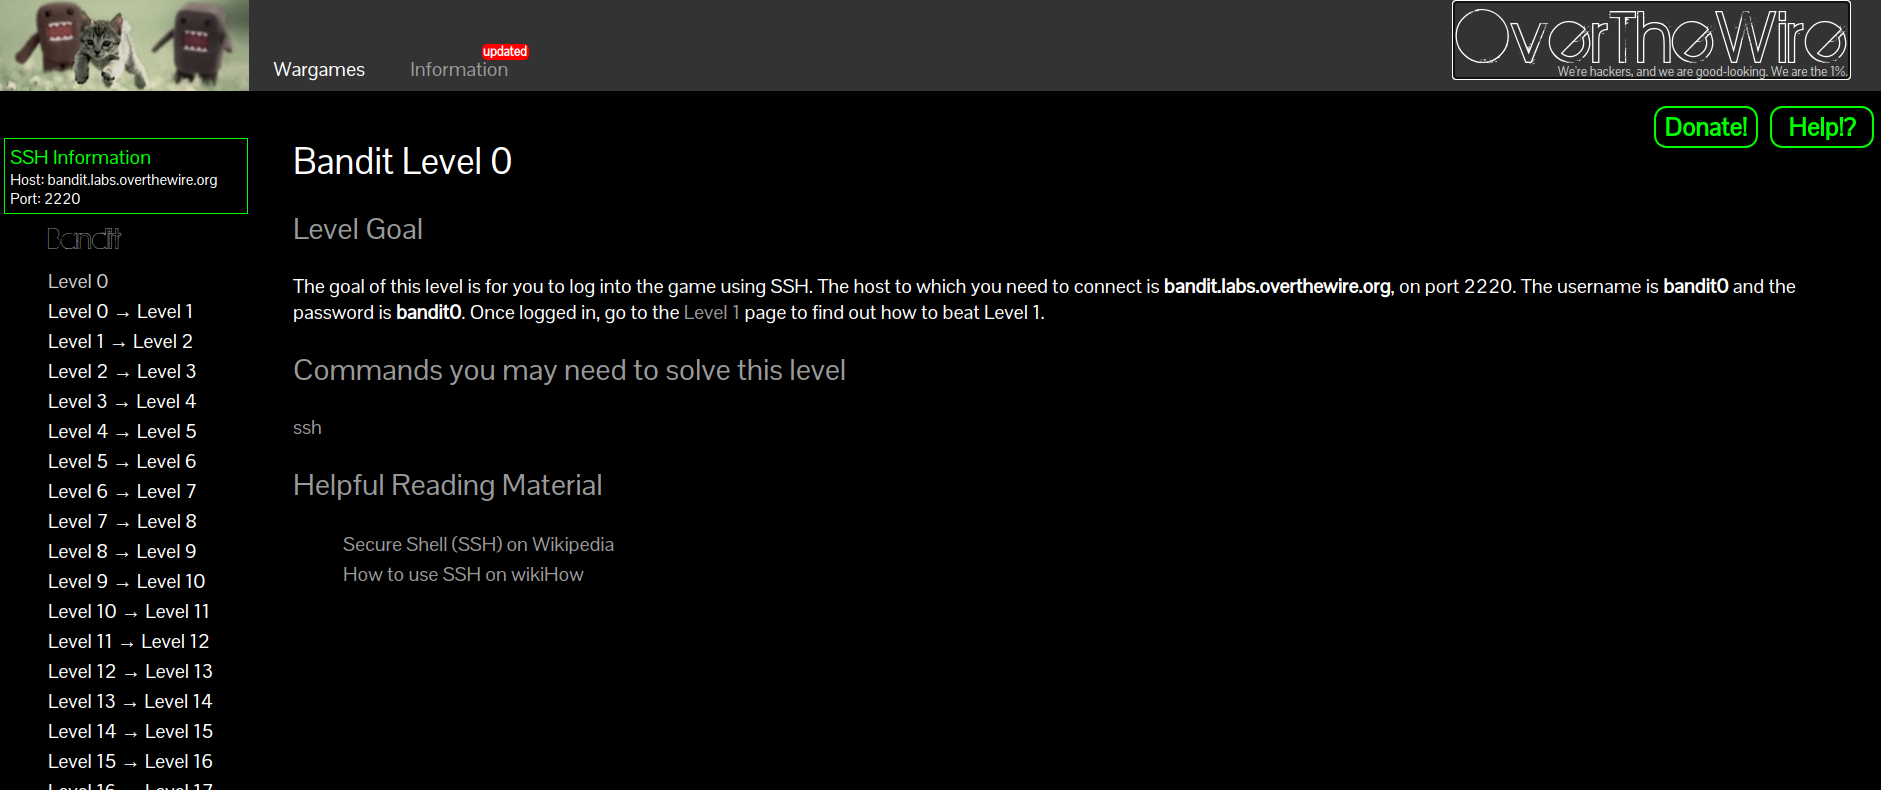 Wargames
Information
updated
OverTheWire
We're hackers, and we are good-looking. We are the 1%.
Donate!
Help!?
SSH Information
Host: bandit.labs.overthewire.org
Port: 2220
Bandit
Level 0
Level 0 → Level 1
Level 1 → Level 2
Level 2 → Level 3
Level 3 → Level 4
Level 4 → Level 5
Level 5 → Level 6
Level 6 → Level 7
Level 7 → Level 8
Level 8 → Level 9
Level 9 → Level 10
Level 10 → Level 11
Level 11 → Level 12
Level 12 → Level 13
Level 13 → Level 14
Level 14 → Level 15
Level 15 → Level 16
Level 16 → Level 17
Bandit Level 0
Level Goal
The goal of this level is for you to log into the game using SSH. The host to which you need to connect is bandit.labs.overthewire.org, on port 2220. The username is bandit0 and the
password is bandit0. Once logged in, go to the Level 1 page to find out how to beat Level 1.
Commands you may need to solve this level
ssh
Helpful Reading Material
Secure Shell (SSH) on Wikipedia
How to use SSH on wikiHow